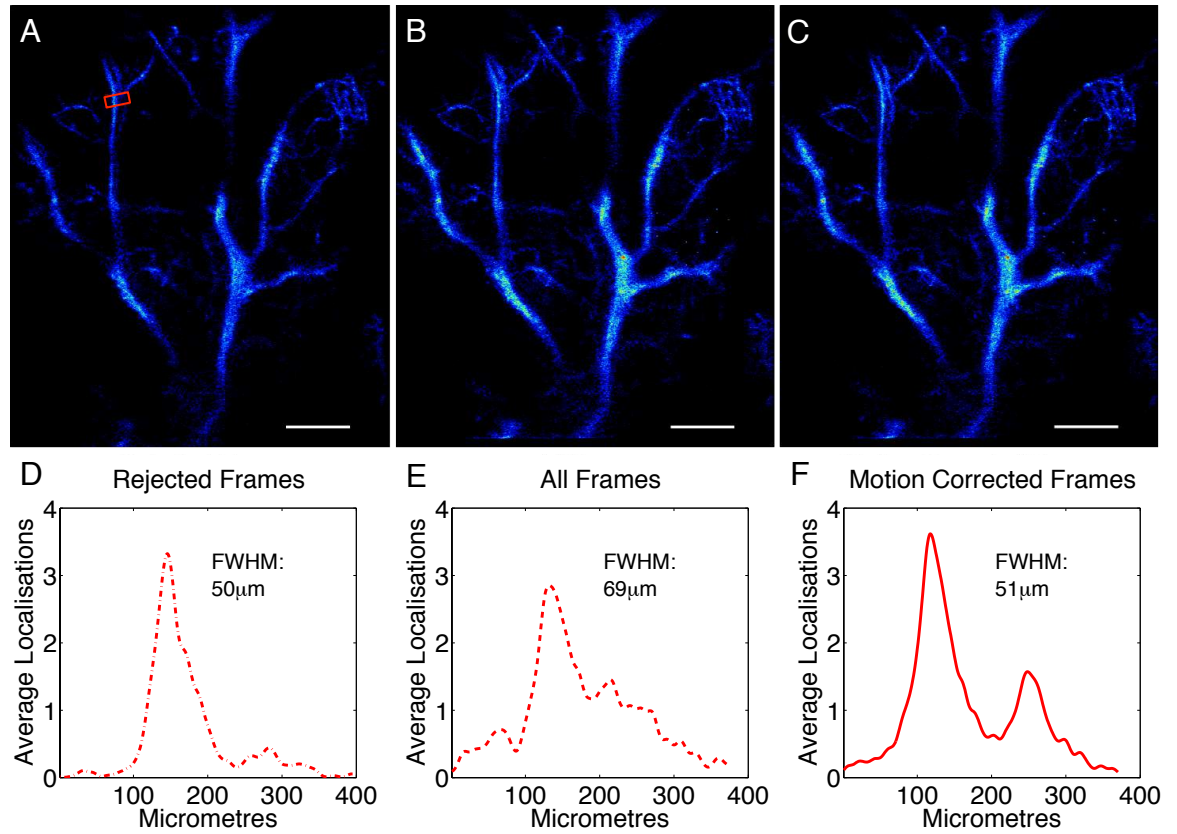 A
B
C
D
Rejected Frames
E
All Frames
F
Motion Corrected Frames
Average Localisations
4
3
2
1
0
FWHM:
50μm
100
200
300
400
Micrometres
Average Localisations
4
3
2
1
0
FWHM:
69μm
100
200
300
400
Micrometres
Average Localisations
4
3
2
1
0
FWHM:
51μm
100
200
300
400
Micrometres